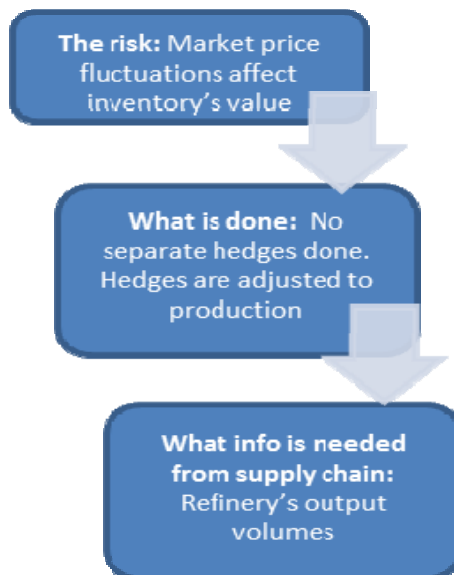 The risk: Market price
fluctuations affect
inventory's value
What is done: No
separate hedges done.
Hedges are adjusted to
production
What info is needed
from supply chain:
Refinery's output
volumes